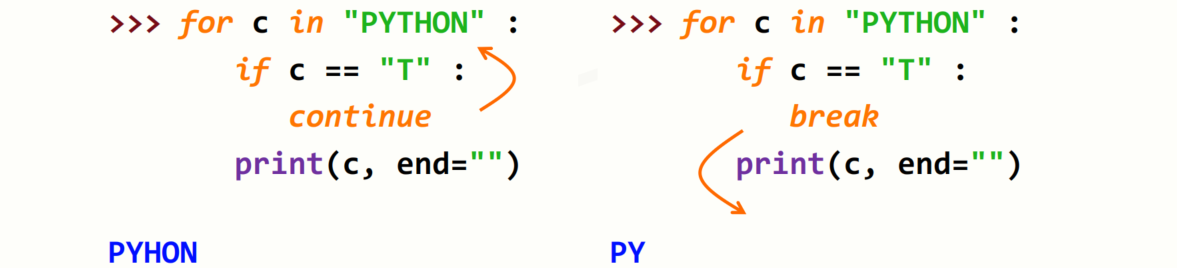 >>> for c in "PYTHON" :
if c == "T" :
continue
print(c, end="")
PYHON
>>> for c in "PYTHON" :
if c == "T" :
break
print(c, end="")
PY